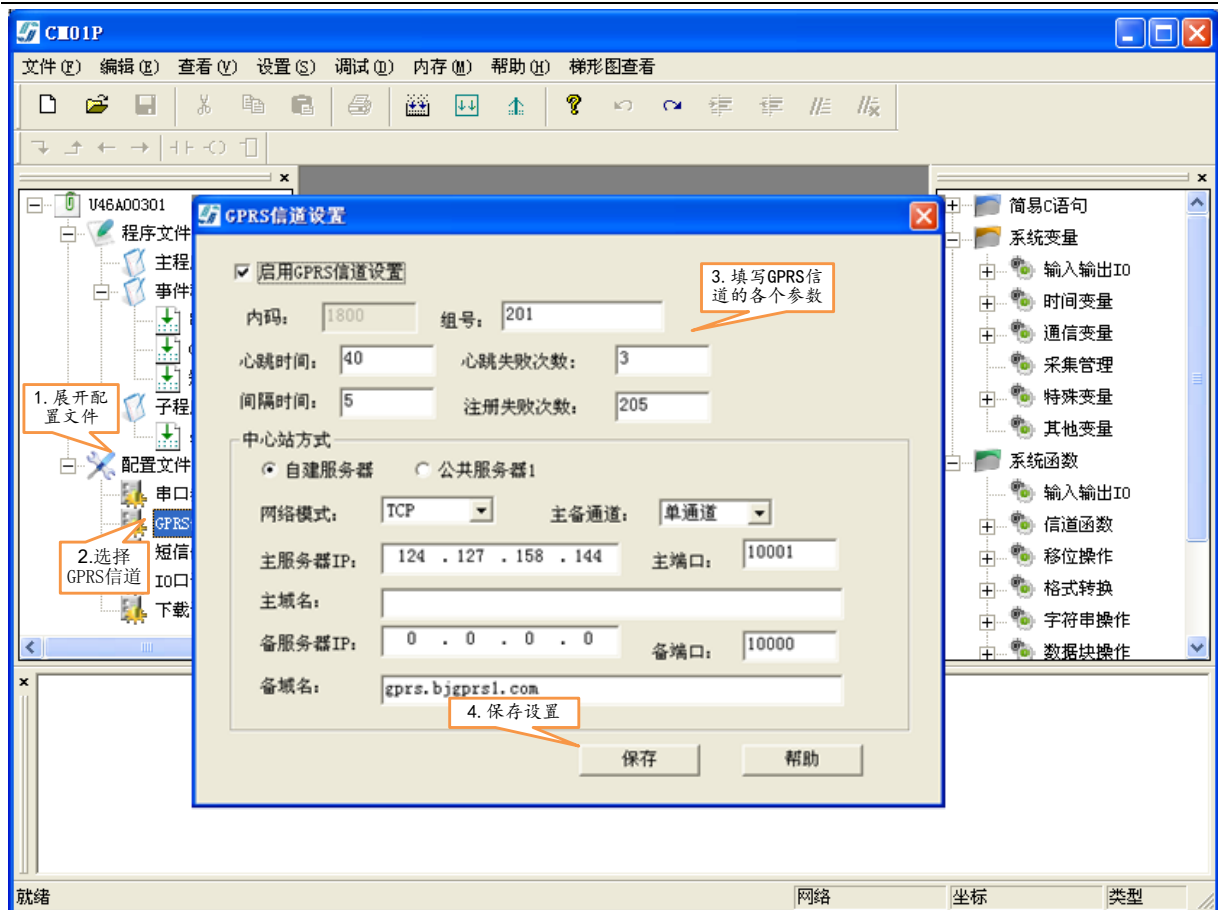 CM01P
文件(F) 编辑(E) 查看(V) 设置(S) 调试(D) 内存(M) 帮助(H) 梯形图查看
U46A00301
程序文件
主程
事件
子程
配置文件
串口
GPRS
短信
IO口
下载
1. 展开配
置文件
2.选择
GPRS信道
GPRS信道设置
启用GPRS信道设置
3. 填写GPRS信
道的各个参数
内码: 1800 组号: 201
心跳时间: 40 心跳失败次数: 3
间隔时间: 5 注册失败次数: 205
中心站方式
自建服务器 公共服务器1
网络模式: TCP 主备通道: 单通道
主服务器IP: 124 . 127 . 158 . 144 主端口: 10001
主域名:
备服务器IP: 0 . 0 . 0 . 0 备端口: 10000
备域名: gprs.bjgprs1.com
4. 保存设置
保存 帮助
简易C语句
系统变量
输入输出IO
时间变量
通信变量
采集管理
特殊变量
其他变量
系统函数
输入输出IO
信道函数
移位操作
格式转换
字符串操作
数据块操作
就绪 网络 坐标 类型